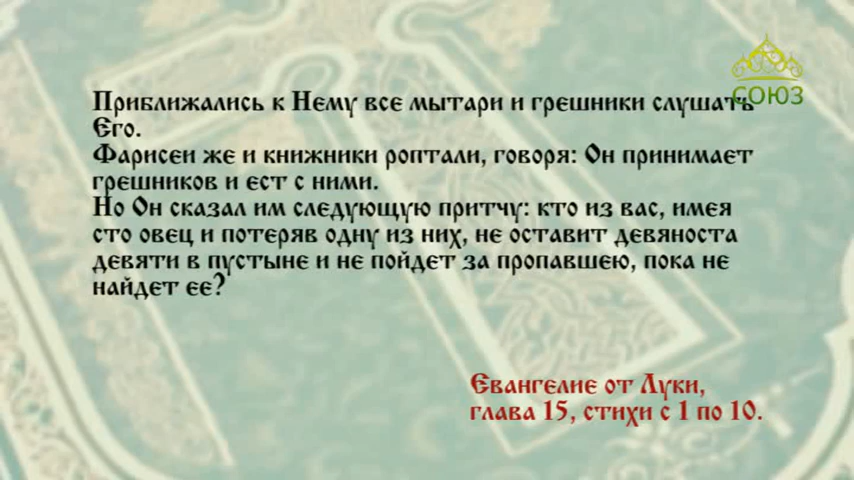 СОЮЗ
Приближались к Нему все мытари и грешники слушать
Его.
Фарисеи же и книжники роптали, говоря: Он принимает
грешников и ест с ними.
Но Он сказал им следующую притчу: кто из вас, имея
сто овец и потеряв одну из них, не оставит девяноста
девяти в пустыне и не пойдет за пропавшею, пока не
найдет ее?
Евангелие от Луки,
глава 15, стихи с 1 по 10.